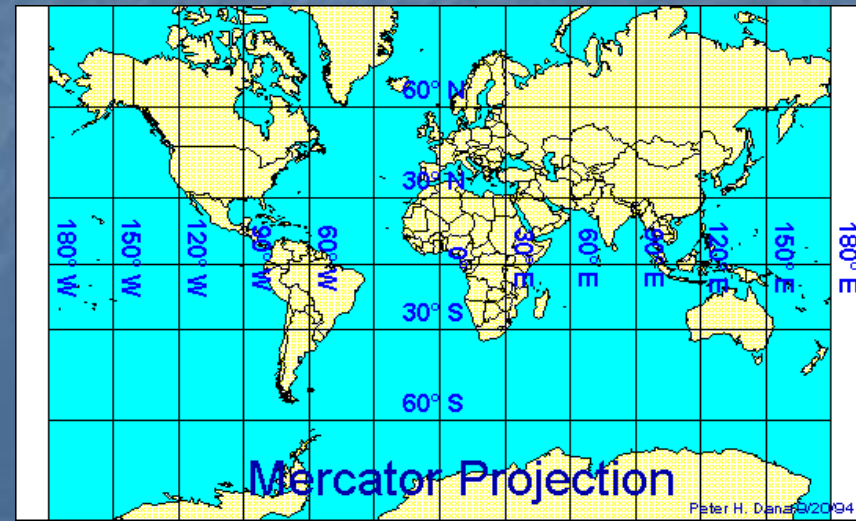 60° N
30° N
180° W
150° W
120° W
90° W
60° W
0°
30° E
60° E
90° E
120° E
150° E
180° E
30° S
60° S
Mercator Projection
Peter H. Dana 9/20/94